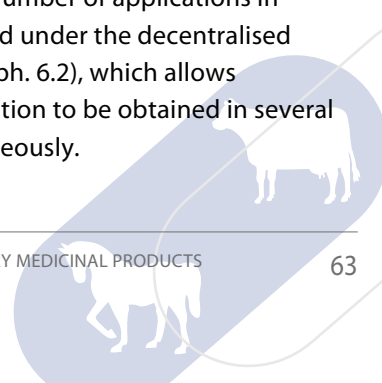 umber of applications in
d under the decentralised
ph. 6.2), which allows
tion to be obtained in several
eously.
Y MEDICINAL PRODUCTS 63